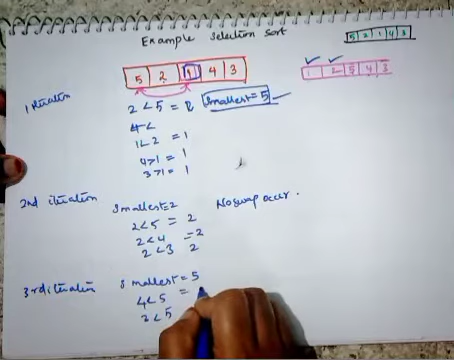 Example Selection sort
5 2 1 4 3
5 2 1 4 3
1 2 5 4 3
1 iteration
2 < 5 = 2 Smallest = 5
4 <
1 < 2 = 1
4 > 1 = 1
3 > 1 = 1
2nd iteration Smallest = 2 No swap occur.
2 < 5 = 2
2 < 4 = 2
2 < 3 2
3rd iteration Smallest = 5
4 < 5 =
3 < 5